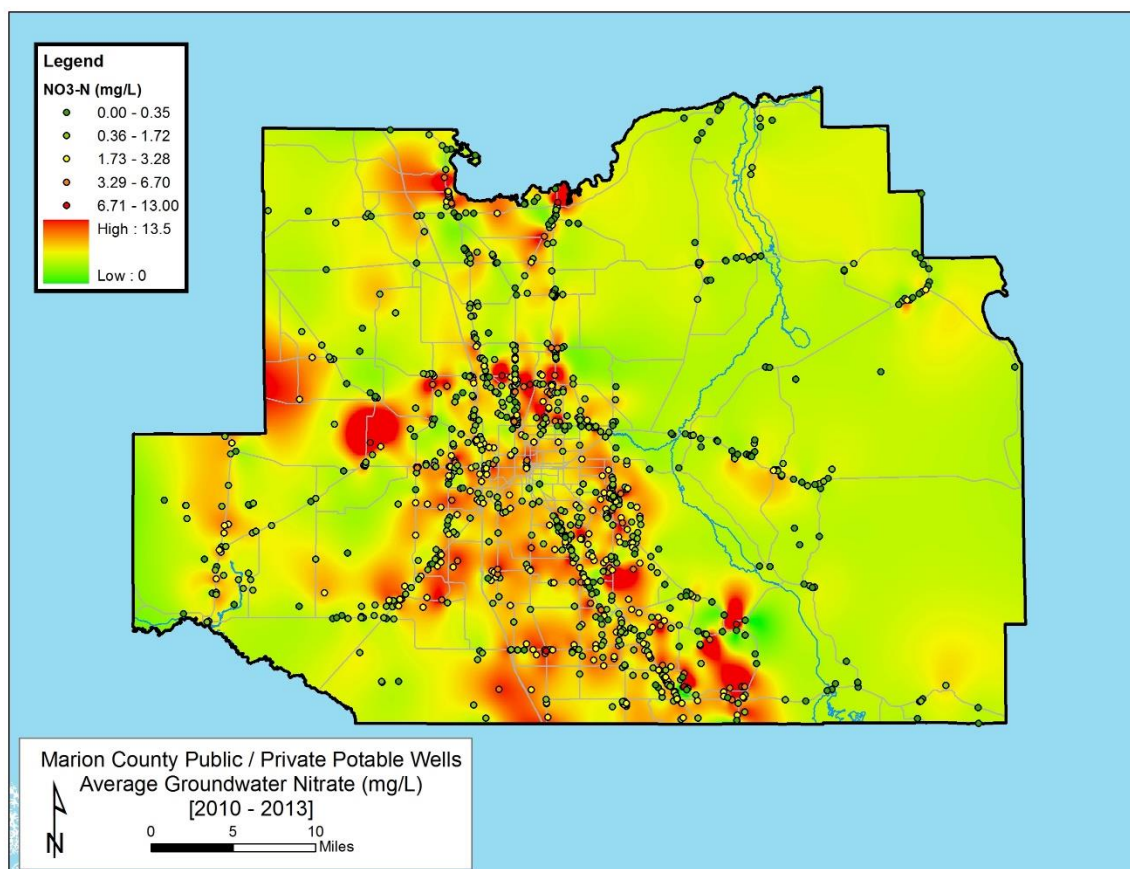 Legend
NO3-N (mg/L)
0.00 - 0.35
0.36 - 1.72
1.73 - 3.28
3.29 - 6.70
6.71 - 13.00
High : 13.5
Low : 0
Marion County Public / Private Potable Wells
Average Groundwater Nitrate (mg/L)
[2010 - 2013]
N
0 5 10
Miles